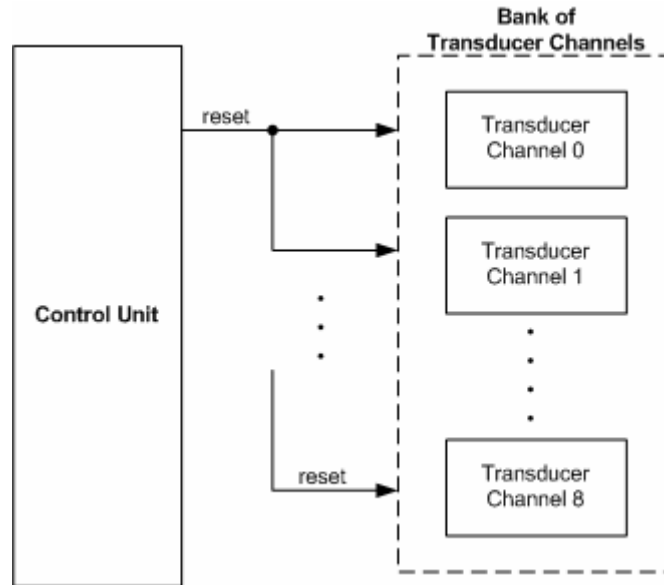 Bank of
Transducer Channels
reset
Transducer
Channel 0
Transducer
Channel 1
Control Unit
reset
Transducer
Channel 8